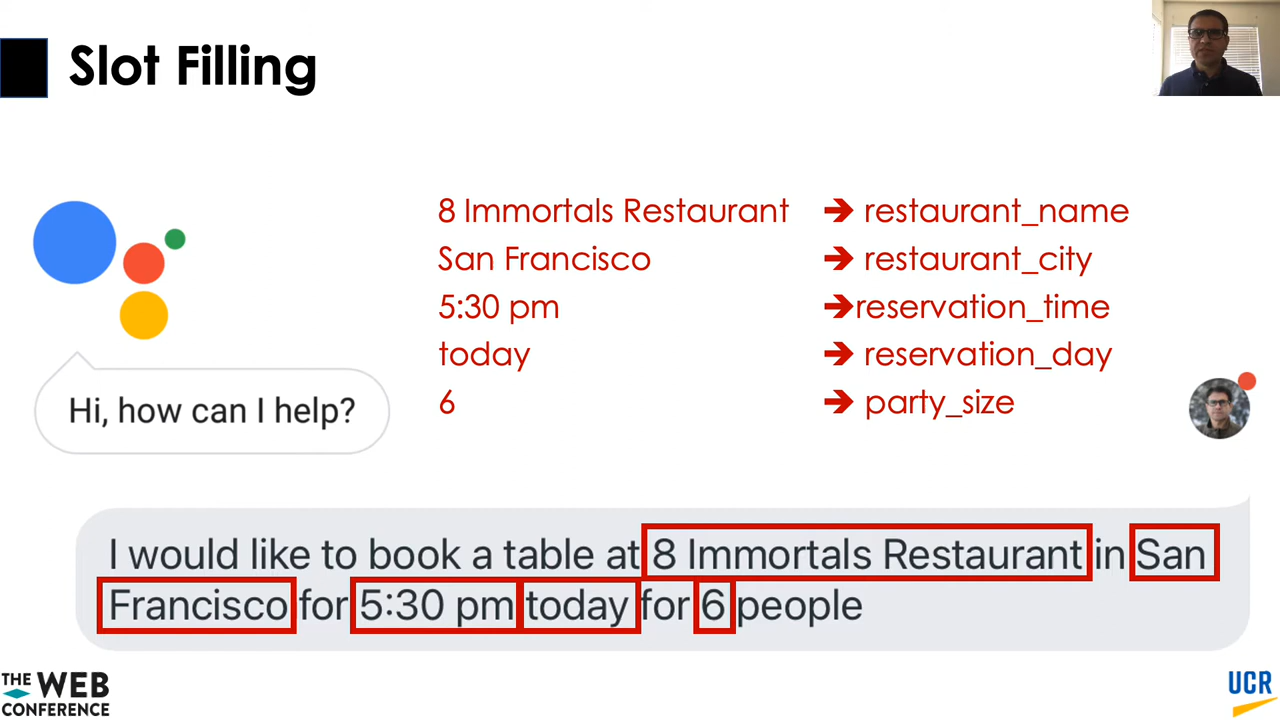 Slot Filling
8 Immortals Restaurant ➔ restaurant_name
San Francisco ➔ restaurant_city
5:30 pm ➔reservation_time
today ➔ reservation_day
6 ➔ party_size
Hi, how can I help?
I would like to book a table at 8 Immortals Restaurant in San
Francisco for 5:30 pm today for 6 people
THE WEB
CONFERENCE
UCR